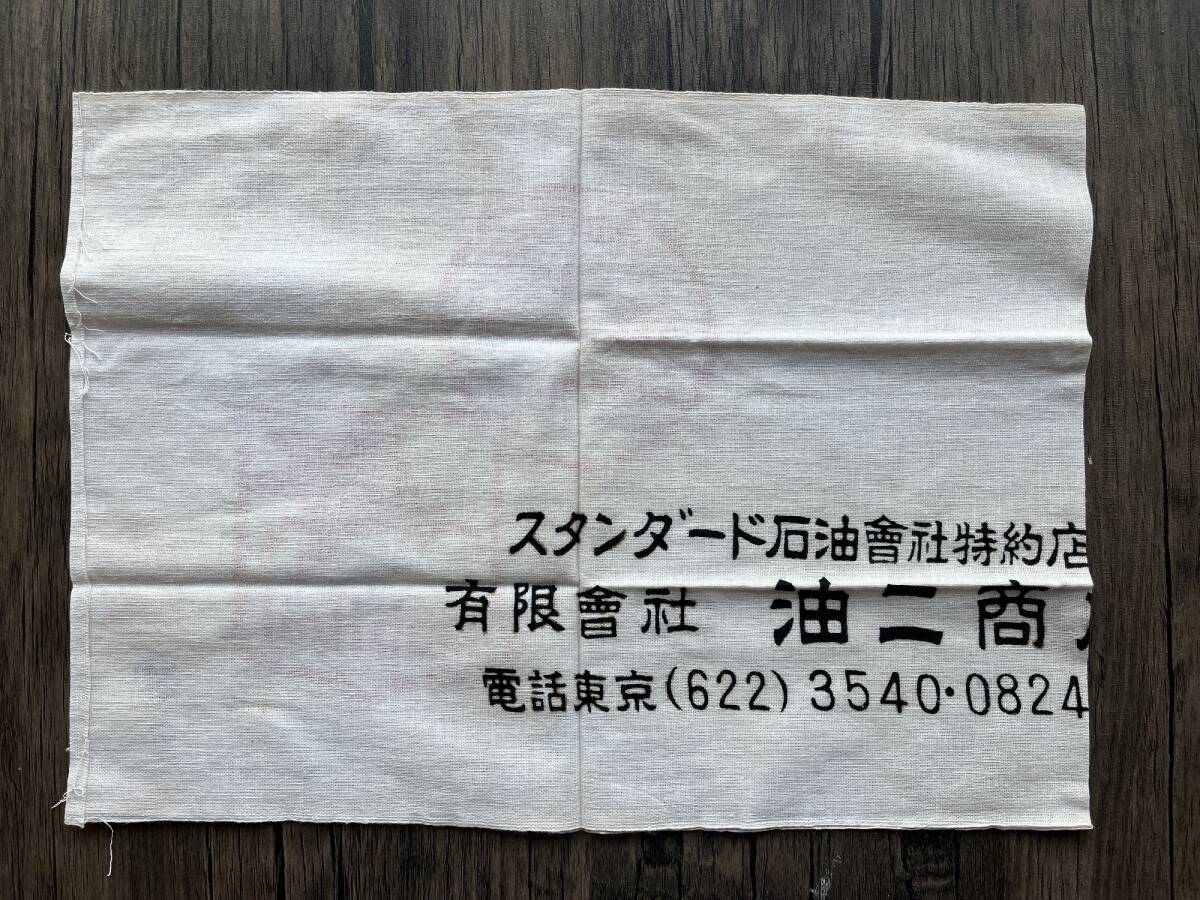 スタンダード石油會社特約店
有限會社 油二商
電話東京(622)3540・0824